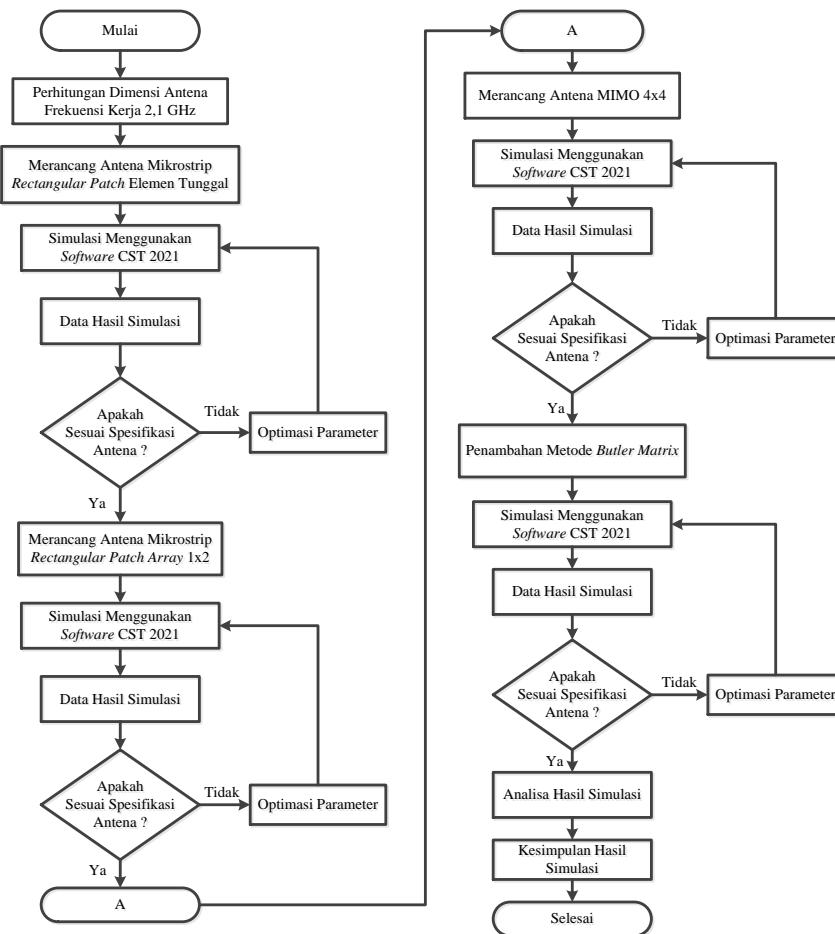 Mulai
Perhitungan Dimensi Antena
Frekuensi Kerja 2,1 GHz
Merancang Antena Mikrostrip
Rectangular Patch Elemen Tunggal
Simulasi Menggunakan
Software CST 2021
Data Hasil Simulasi
Apakah
Sesuai Spesifikasi
Antena ?
Tidak
Optimasi Parameter
Ya
Merancang Antena Mikrostrip
Rectangular Patch Array 1x2
Simulasi Menggunakan
Software CST 2021
Data Hasil Simulasi
Apakah
Sesuai Spesifikasi
Antena ?
Tidak
Optimasi Parameter
Ya
A
A
Merancang Antena MIMO 4x4
Simulasi Menggunakan
Software CST 2021
Data Hasil Simulasi
Apakah
Sesuai Spesifikasi
Antena ?
Tidak
Optimasi Parameter
Ya
Penambahan Metode Butler Matrix
Simulasi Menggunakan
Software CST 2021
Data Hasil Simulasi
Apakah
Sesuai Spesifikasi
Antena ?
Tidak
Optimasi Parameter
Ya
Analisa Hasil Simulasi
Kesimpulan Hasil
Simulasi
Selesai